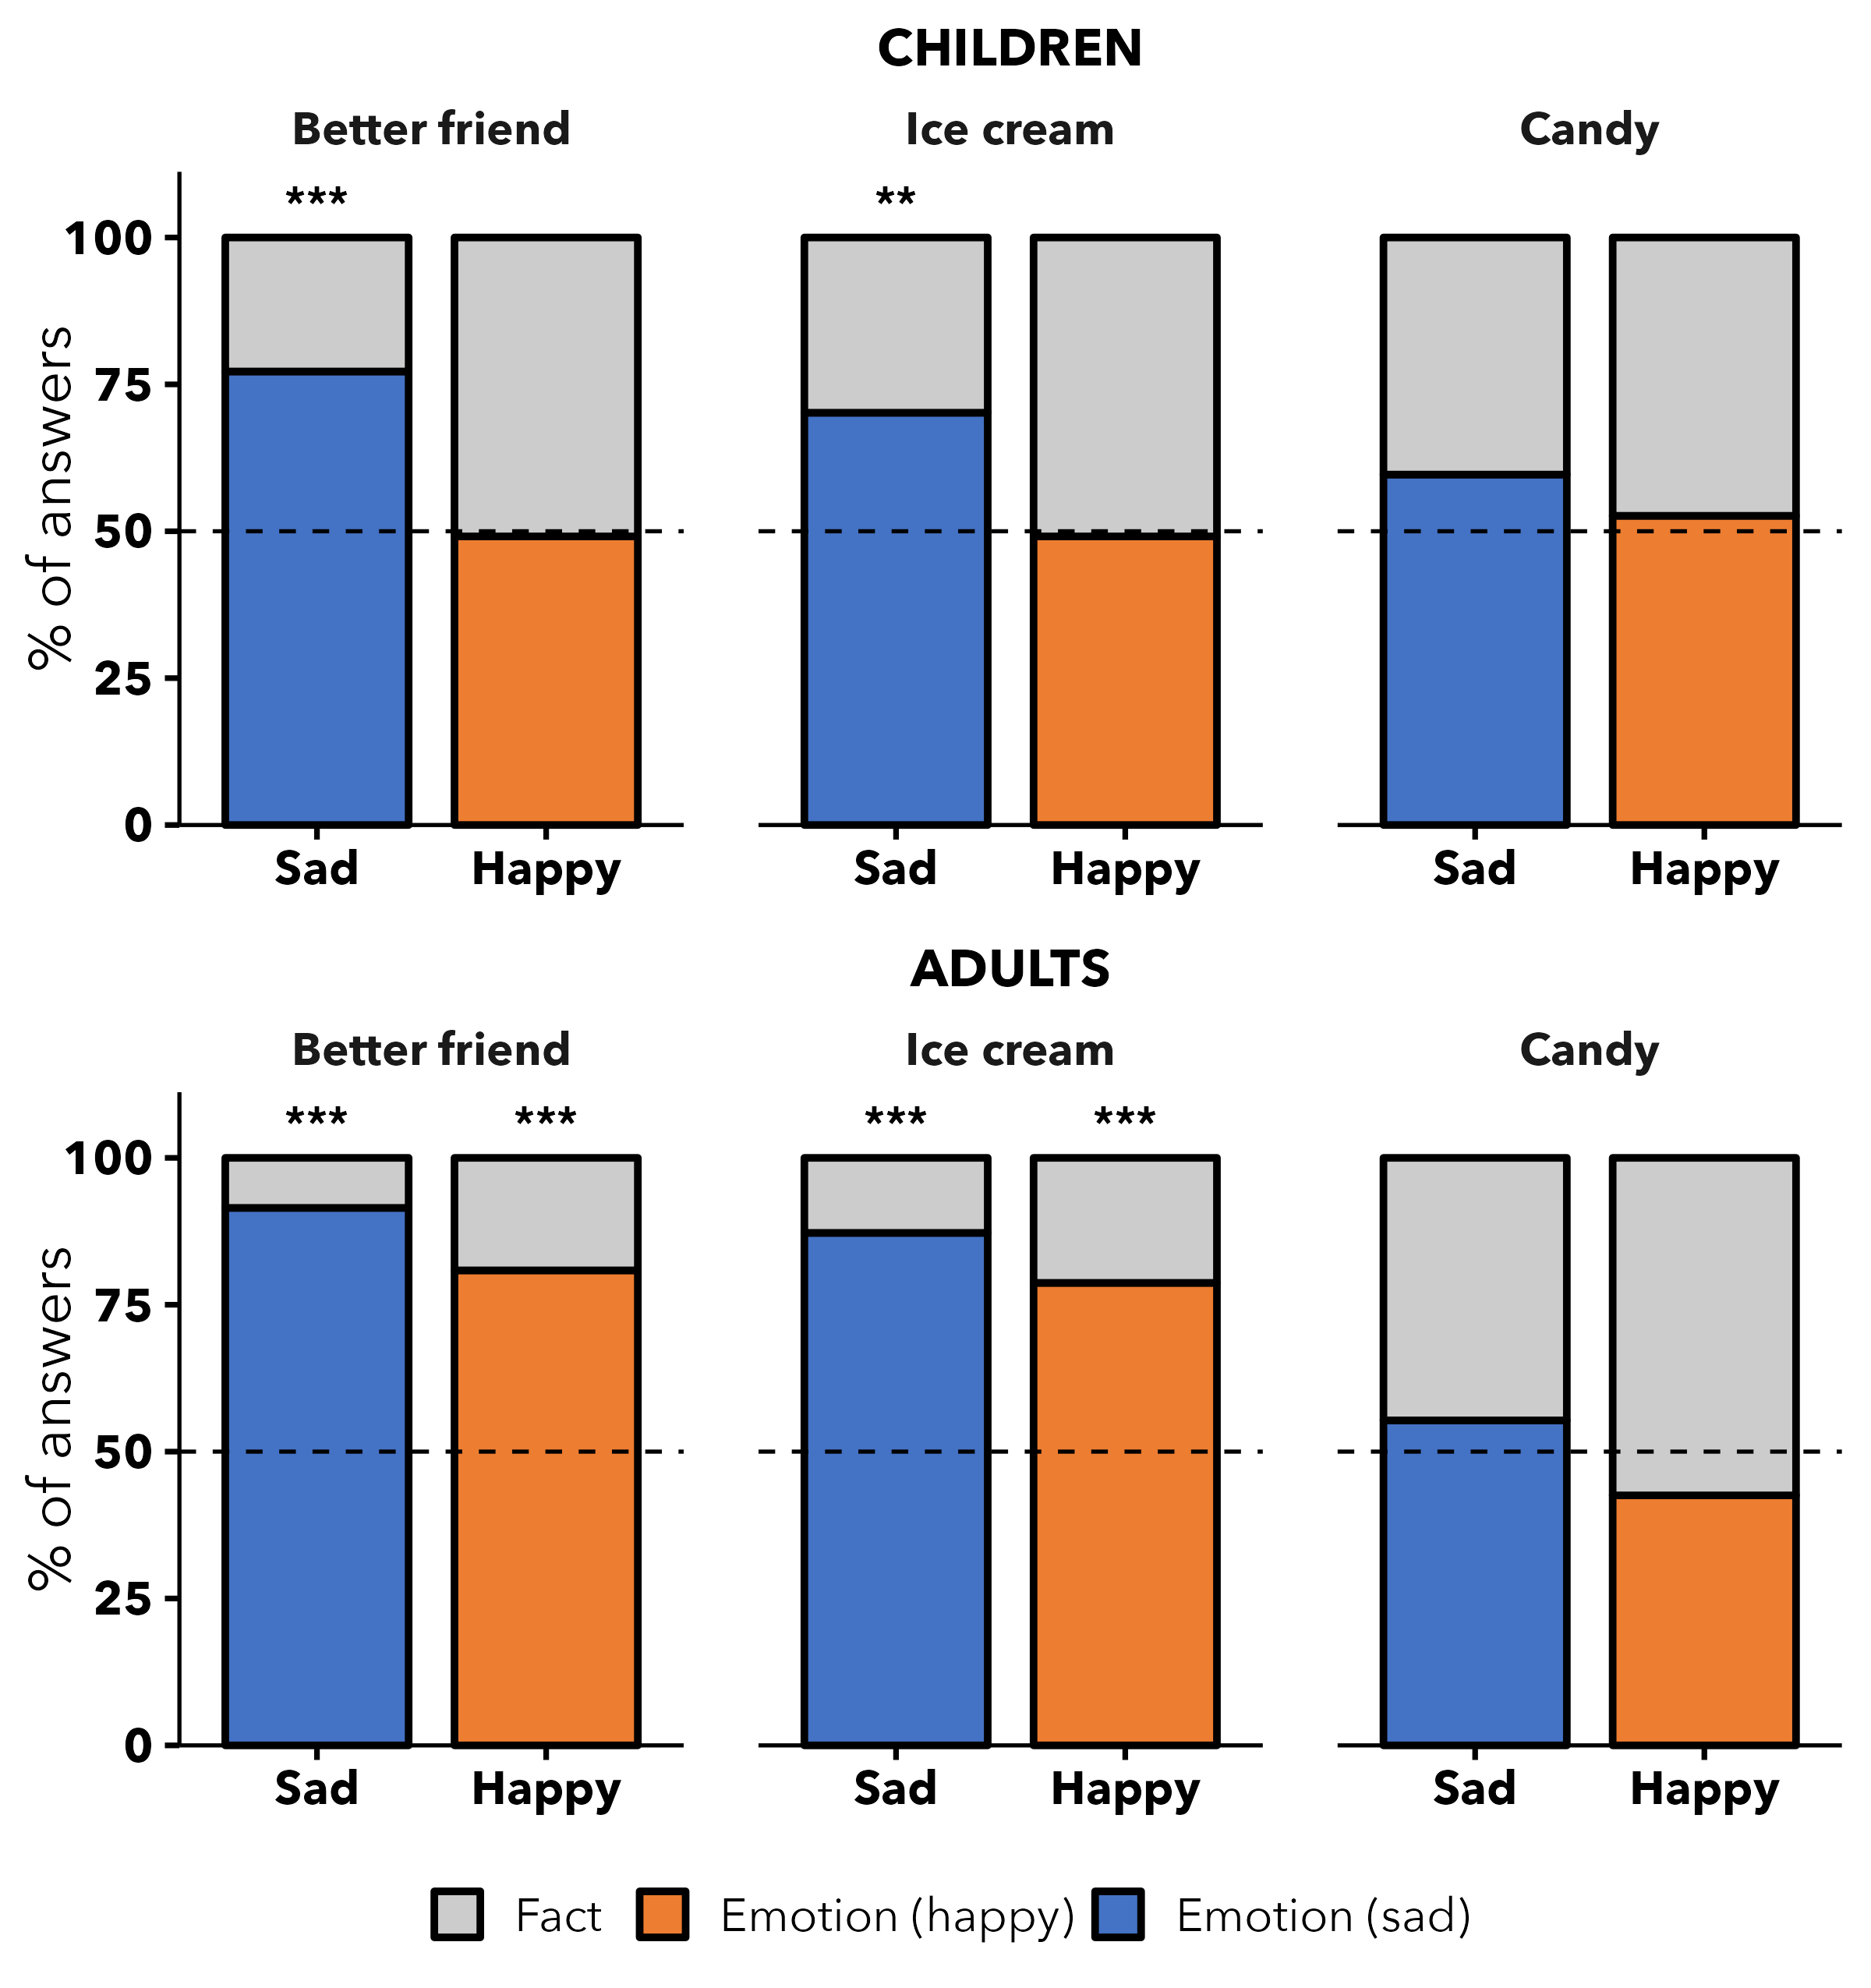 CHILDREN
Better friend Ice cream Candy
*** **
100
75
50
25
0
% of answers
Sad Happy Sad Happy Sad Happy
ADULTS
Better friend Ice cream Candy
*** *** *** ***
100
75
50
25
0
% of answers
Sad Happy Sad Happy Sad Happy
Fact Emotion (happy) Emotion (sad)